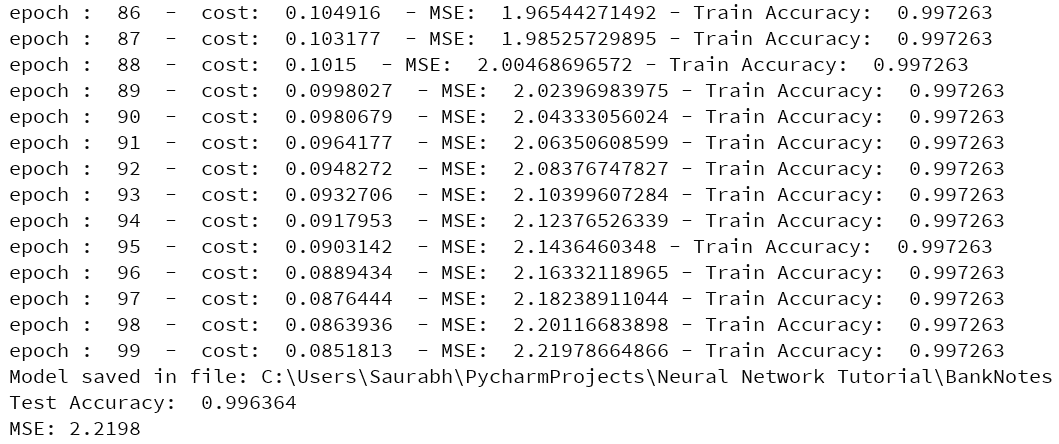 epoch :  86  -  cost:  0.104916  - MSE:  1.96544271492 - Train Accuracy:  0.997263
epoch :  87  -  cost:  0.103177  - MSE:  1.98525729895 - Train Accuracy:  0.997263
epoch :  88  -  cost:  0.1015  - MSE:  2.00468696572 - Train Accuracy:  0.997263
epoch :  89  -  cost:  0.0998027  - MSE:  2.02396983975 - Train Accuracy:  0.997263
epoch :  90  -  cost:  0.0980679  - MSE:  2.04333056024 - Train Accuracy:  0.997263
epoch :  91  -  cost:  0.0964177  - MSE:  2.06350608599 - Train Accuracy:  0.997263
epoch :  92  -  cost:  0.0948272  - MSE:  2.08376747827 - Train Accuracy:  0.997263
epoch :  93  -  cost:  0.0932706  - MSE:  2.10399607284 - Train Accuracy:  0.997263
epoch :  94  -  cost:  0.0917953  - MSE:  2.12376526339 - Train Accuracy:  0.997263
epoch :  95  -  cost:  0.0903142  - MSE:  2.1436460348 - Train Accuracy:  0.997263
epoch :  96  -  cost:  0.0889434  - MSE:  2.16332118965 - Train Accuracy:  0.997263
epoch :  97  -  cost:  0.0876444  - MSE:  2.18238911044 - Train Accuracy:  0.997263
epoch :  98  -  cost:  0.0863936  - MSE:  2.20116683898 - Train Accuracy:  0.997263
epoch :  99  -  cost:  0.0851813  - MSE:  2.21978664866 - Train Accuracy:  0.997263
Model saved in file: C:\Users\Saurabh\PycharmProjects\Neural Network Tutorial\BankNotes
Test Accuracy:  0.996364
MSE: 2.2198